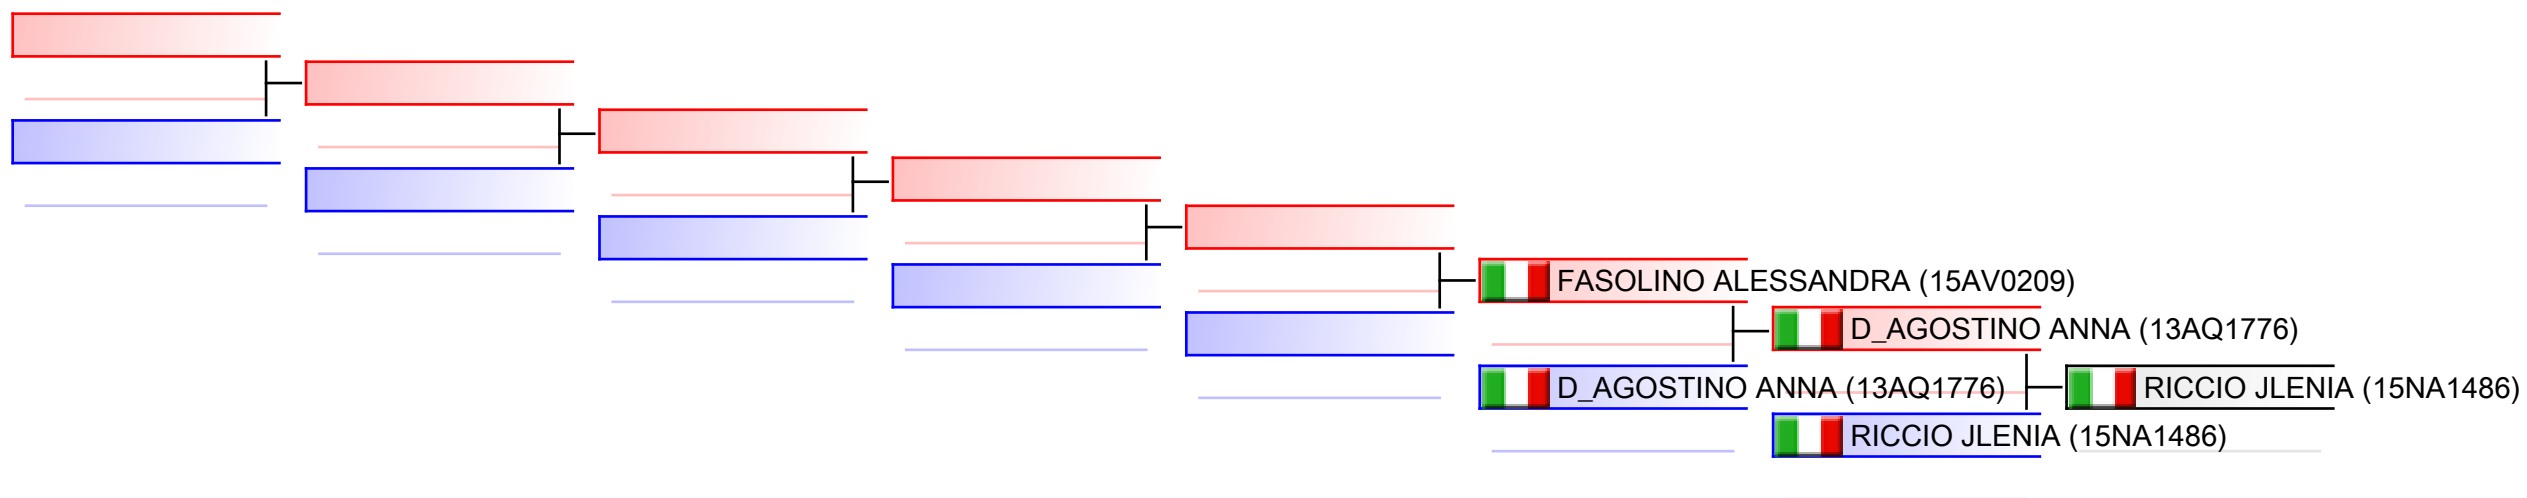 FASOLINO ALESSANDRA (15AV0209)
D_AGOSTINO ANNA (13AQ1776)
D_AGOSTINO ANNA (13AQ1776)
RICCIO JLENIA (15NA1486)
RICCIO JLENIA (15NA1486)